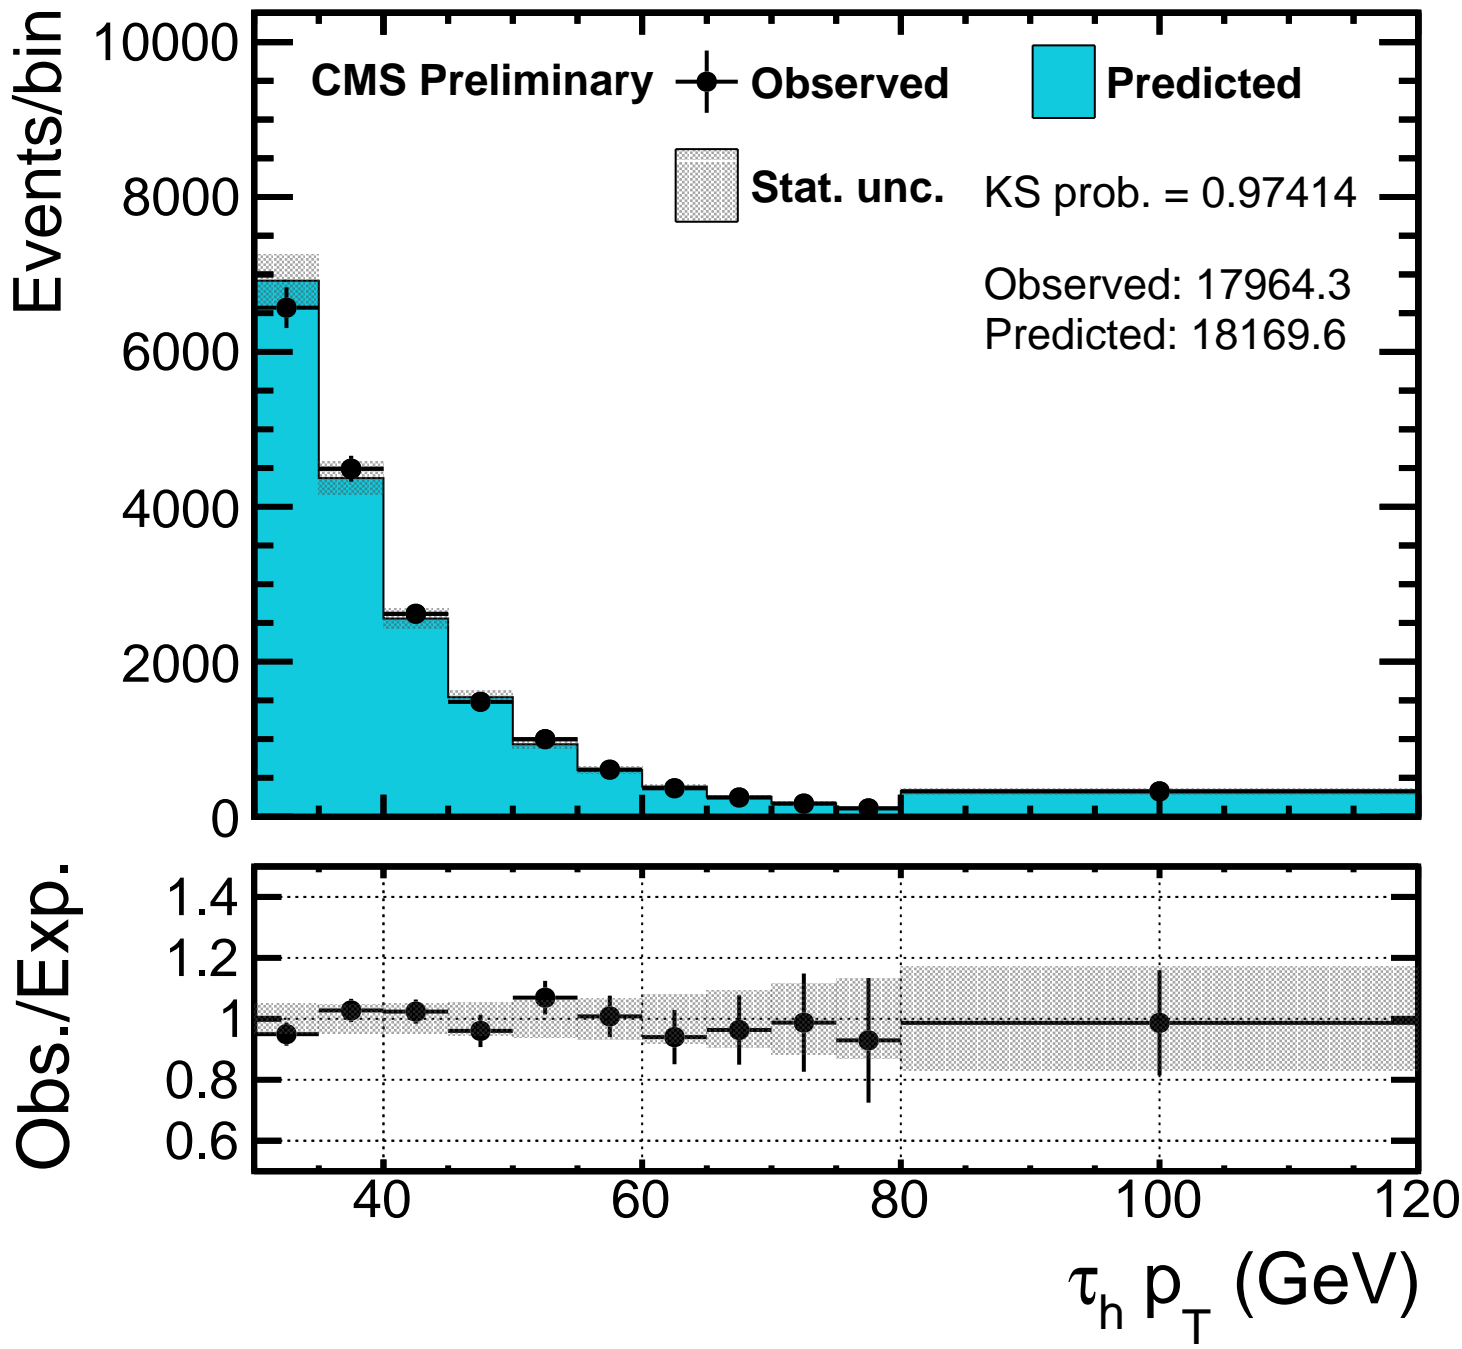 Events/bin
10000
8000
6000
4000
2000
0
CMS Preliminary
Observed
Predicted
Stat. unc.
KS prob. = 0.97414
Observed: 17964.3
Predicted: 18169.6
Obs./Exp.
1.4
1.2
1
0.8
0.6
40 60 80 100 120
τh pT (GeV)